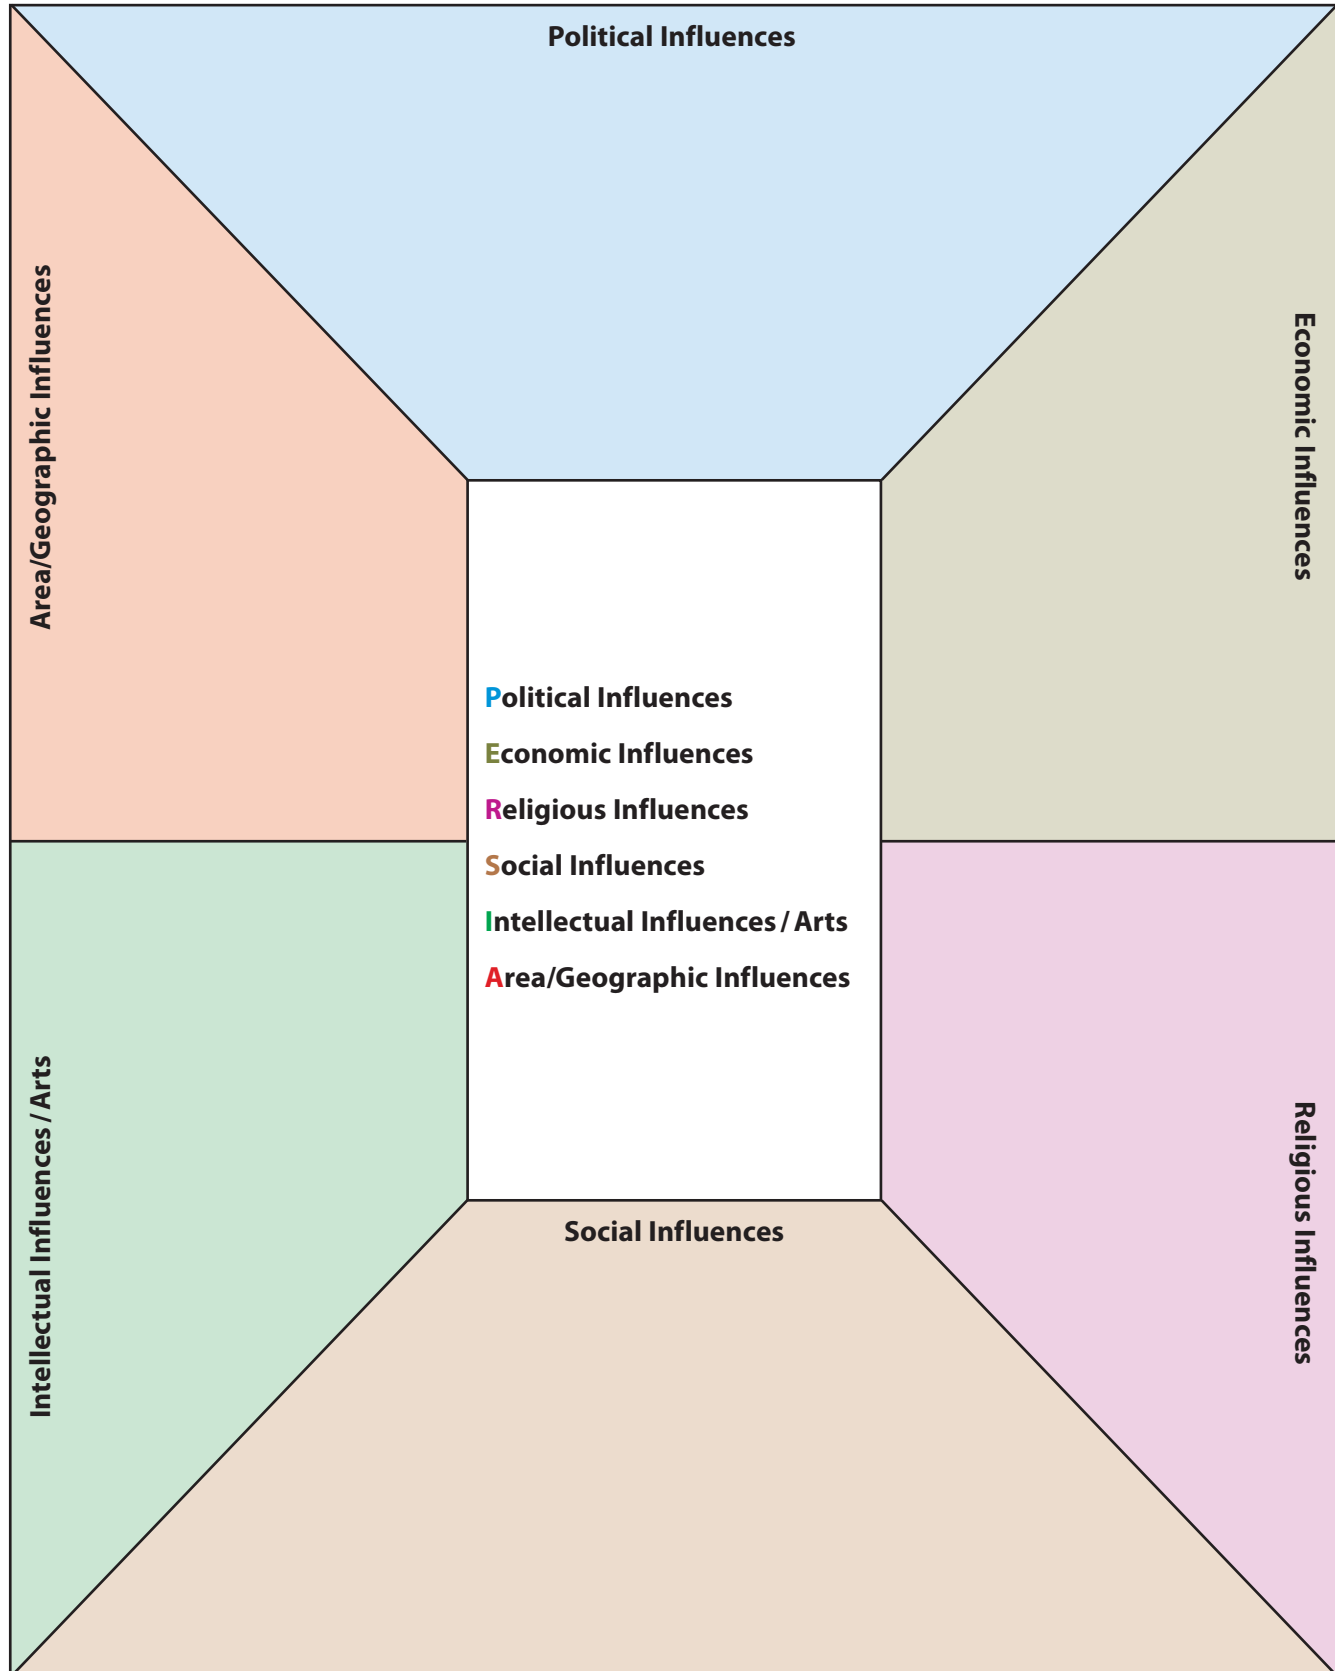 Political Influences
Area/Geographic Influences
Economic Influences
Political Influences
Economic Influences
Religious Influences
Social Influences
Intellectual Influences / Arts
Area/Geographic Influences
Intellectual Influences / Arts
Religious Influences
Social Influences